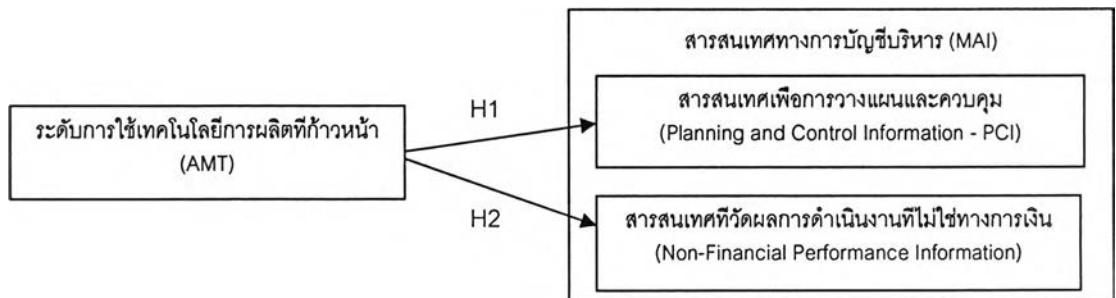 สารสนเทศทางการบัญชีบริหาร (MAI)
H1
สารสนเทศเพื่อการวางแผนและควบคุม
(Planning and Control Information - PCI)
ระดับการใช้เทคโนโลยีการผลิตที่ก้าวหน้า
(AMT)
H2
สารสนเทศที่วัดผลการดำเนินงานที่ไม่ใช่ทางการเงิน
(Non-Financial Performance Information)